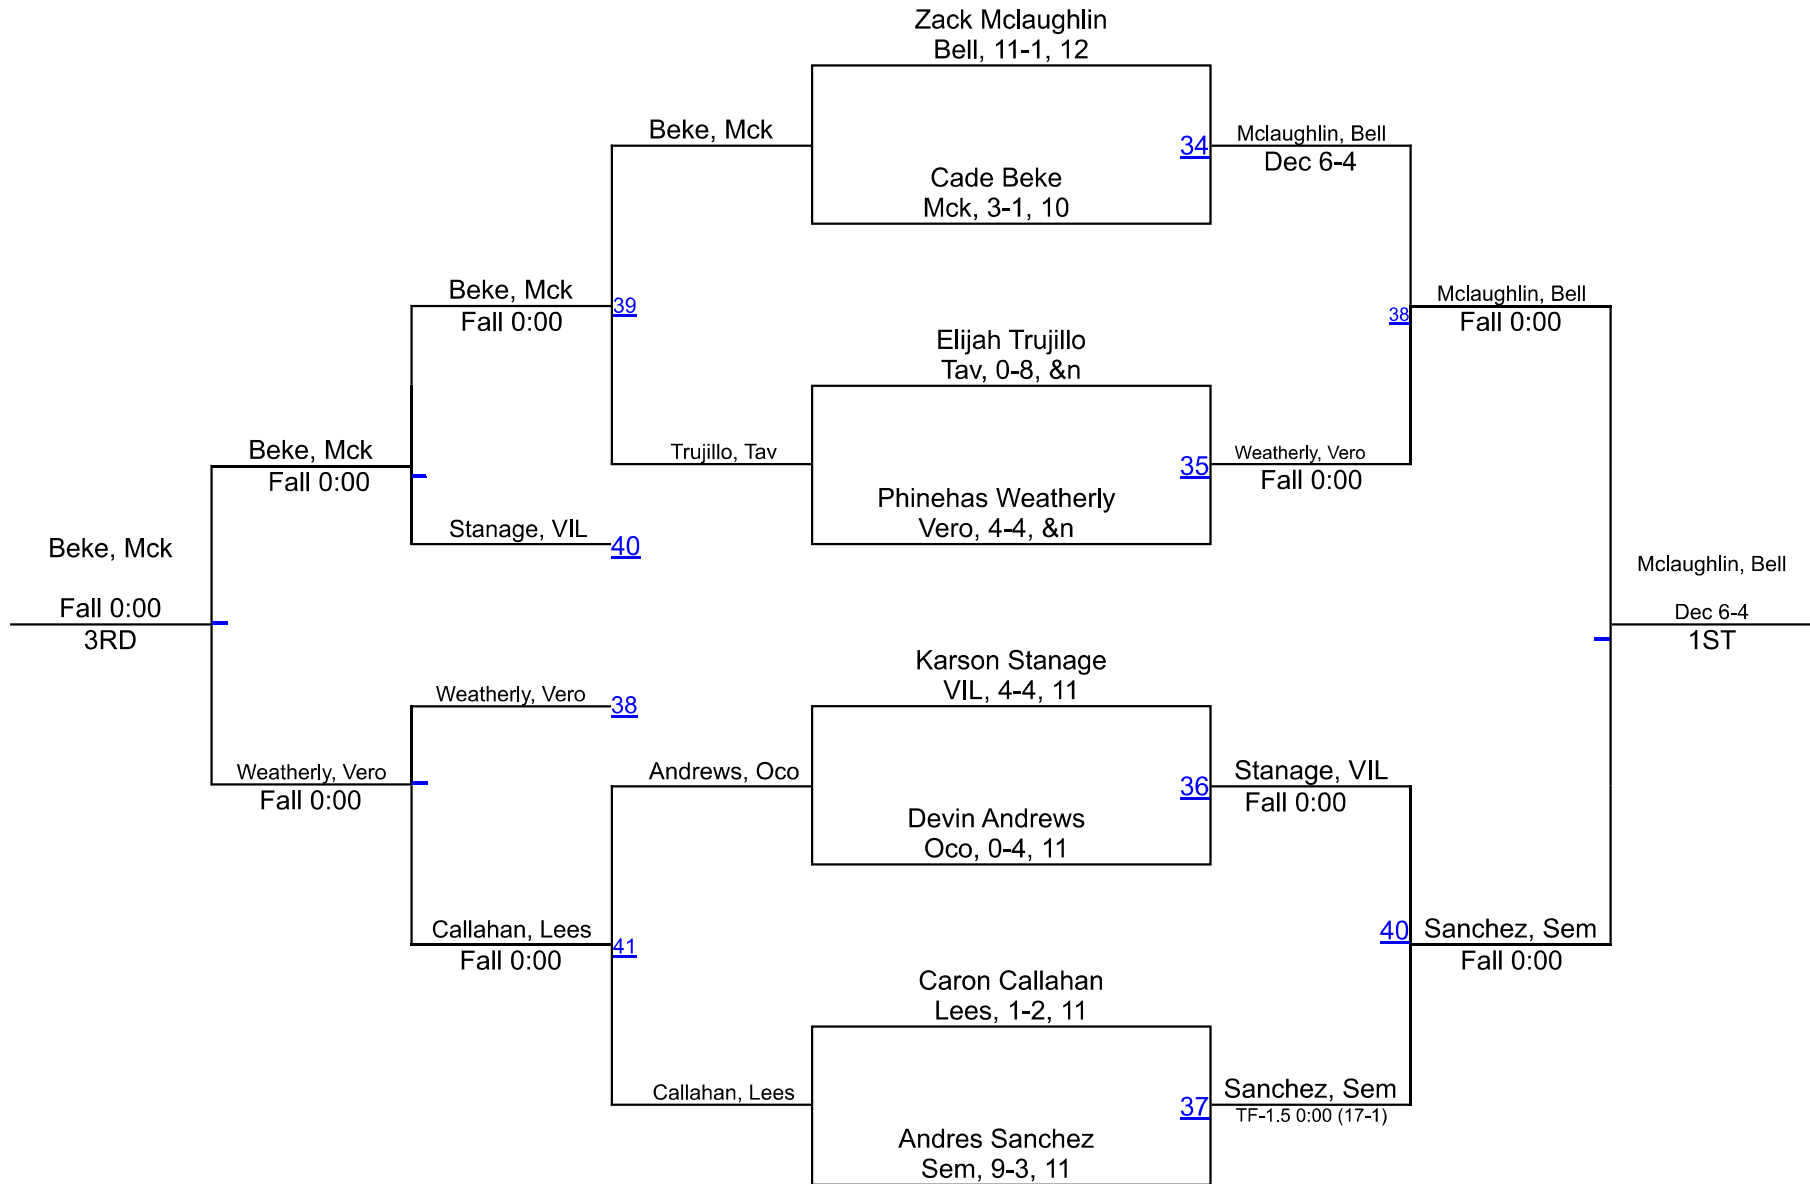 Zack Mclaughlin
Bell, 11-1, 12
Beke, Mck
34
Mclaughlin, Bell
Dec 6-4
Cade Beke
Mck, 3-1, 10
Beke, Mck
Fall 0:00
39
Mclaughlin, Bell
Fall 0:00
38
Elijah Trujillo
Tav, 0-8, &n
Beke, Mck
Fall 0:00
Trujillo, Tav
35
Weatherly, Vero
Fall 0:00
Phinehas Weatherly
Vero, 4-4, &n
Stanage, VIL
40
Beke, Mck
Fall 0:00
3RD
Mclaughlin, Bell
Dec 6-4
1ST
Karson Stanage
VIL, 4-4, 11
Weatherly, Vero
38
Weatherly, Vero
Fall 0:00
Andrews, Oco
36
Stanage, VIL
Fall 0:00
Devin Andrews
Oco, 0-4, 11
Callahan, Lees
Fall 0:00
41
40
Sanchez, Sem
Fall 0:00
Caron Callahan
Lees, 1-2, 11
Callahan, Lees
37
Sanchez, Sem
TF-1.5 0:00 (17-1)
Andres Sanchez
Sem, 9-3, 11